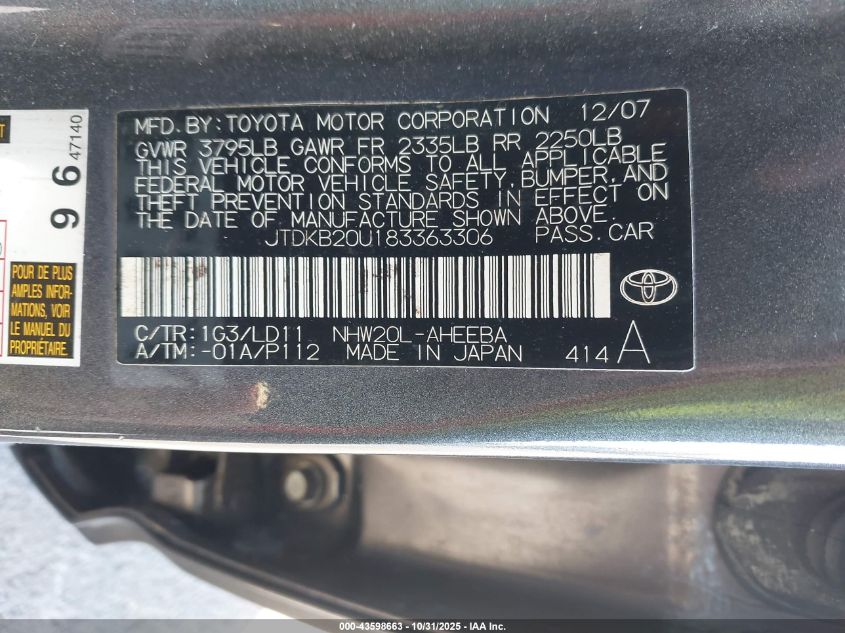 MFD. BY: TOYOTA MOTOR CORPORATION 12/07
GVWR 3795LB GAWR FR 2335LB RR 2250LB
THIS VEHICLE CONFORMS TO ALL APPLICABLE
FEDERAL MOTOR VEHICLE SAFETY, BUMPER, AND
THEFT PREVENTION STANDARDS IN EFFECT ON
THE DATE OF MANUFACTURE SHOWN ABOVE.
JTDKB20U183363306 PASS. CAR
C/TR: 1G3/LD11 NHW20L-AHEEBA
A/TM: -01A/P112 MADE IN JAPAN 414 A
47140
96
POUR DE PLUS
AMPLES INFOR-
MATIONS, VOIR
LE MANUEL DU
PROPRIÉTAIRE.
000-43598663 - 10/31/2025 - IAA Inc.